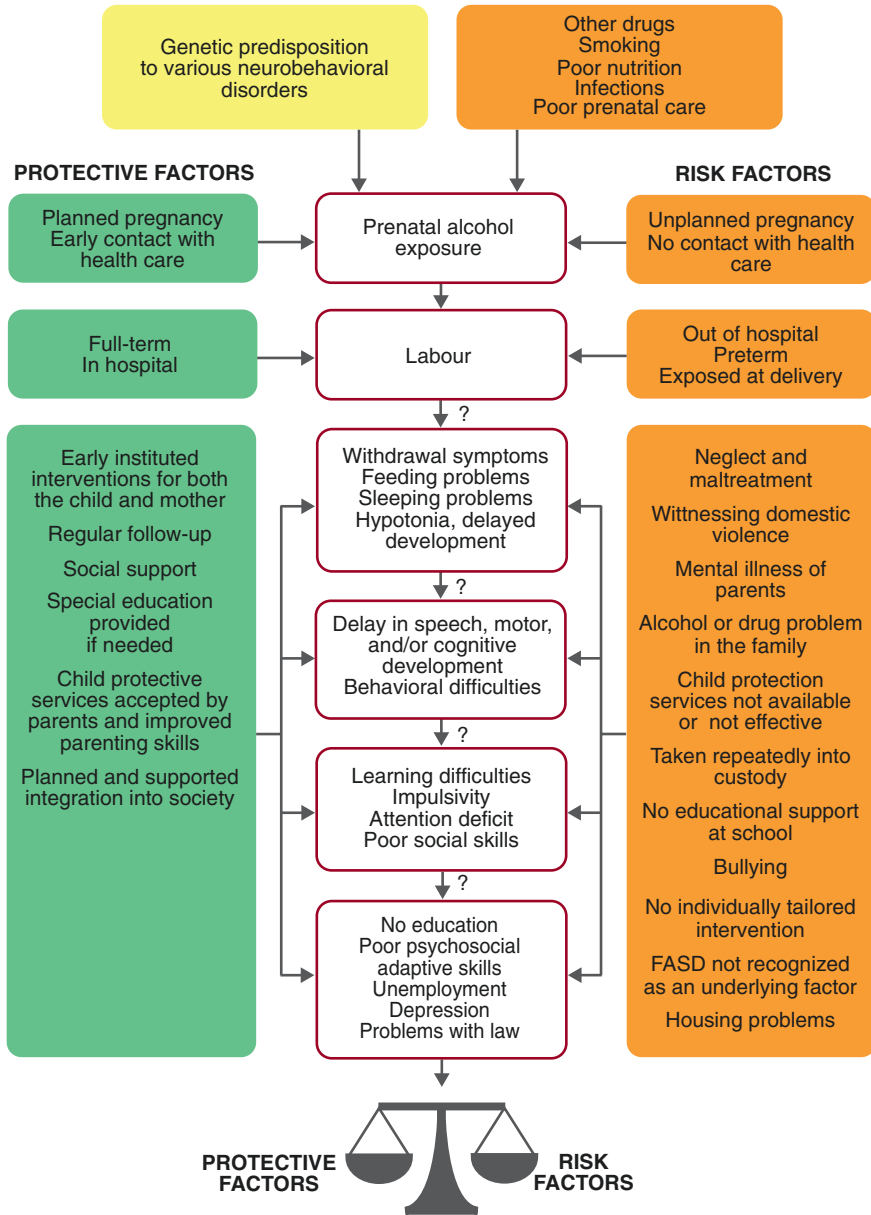 Genetic predisposition
to various neurobehavioral
disorders
Other drugs
Smoking
Poor nutrition
Infections
Poor prenatal care
PROTECTIVE FACTORS
RISK FACTORS
Planned pregnancy
Early contact with
health care
Prenatal alcohol
exposure
Unplanned pregnancy
No contact with health
care
Full-term
In hospital
Labour
Out of hospital
Preterm
Exposed at delivery
?
Early instituted
interventions for both
the child and mother
Regular follow-up
Social support
Special education
provided
if needed
Child protective
services accepted by
parents and improved
parenting skills
Planned and supported
integration into society
Withdrawal symptoms
Feeding problems
Sleeping problems
Hypotonia, delayed
development
?
Delay in speech, motor,
and/or cognitive
development
Behavioral difficulties
?
Learning difficulties
Impulsivity
Attention deficit
Poor social skills
?
No education
Poor psychosocial
adaptive skills
Unemployment
Depression
Problems with law
Neglect and
maltreatment
Wittnessing domestic
violence
Mental illness of
parents
Alcohol or drug problem
in the family
Child protection
services not available
or not effective
Taken repeatedly into
custody
No educational support
at school
Bullying
No individually tailored
intervention
FASD not recognized
as an underlying factor
Housing problems
PROTECTIVE
FACTORS
RISK
FACTORS